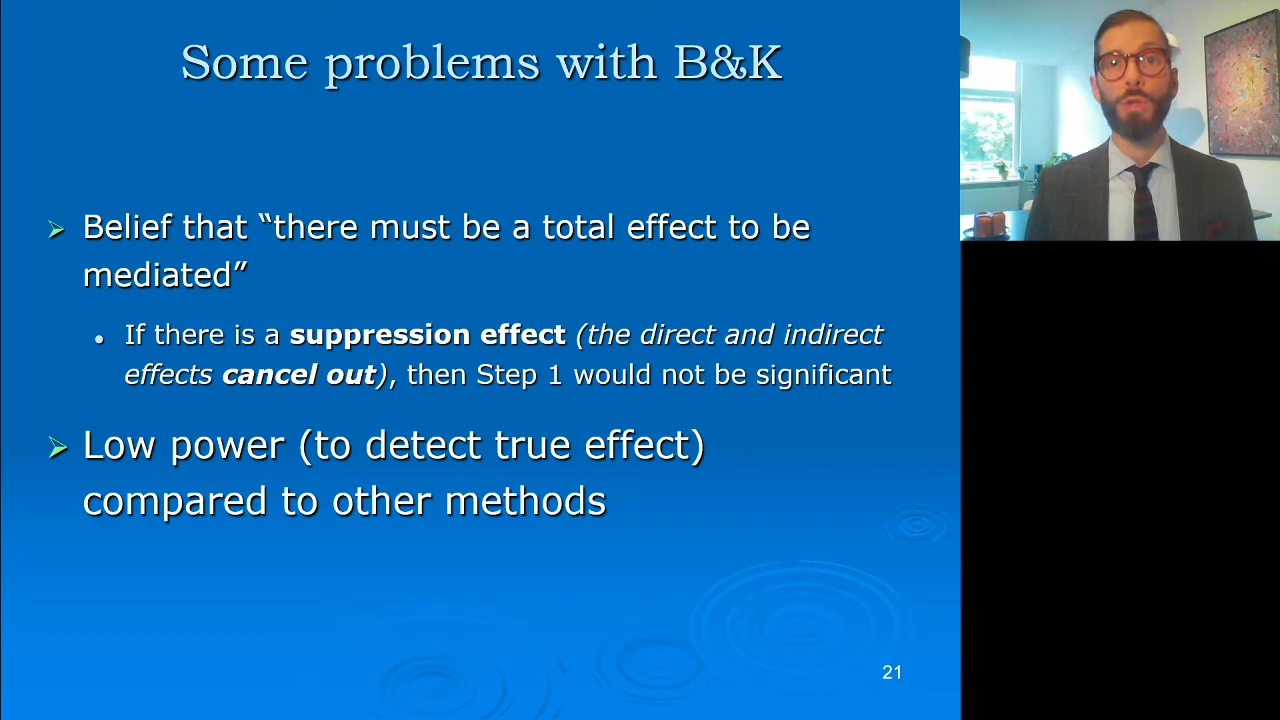 Some problems with B&K
Belief that “there must be a total effect to be
mediated”
If there is a suppression effect (the direct and indirect
effects cancel out), then Step 1 would not be significant
Low power (to detect true effect)
compared to other methods
21